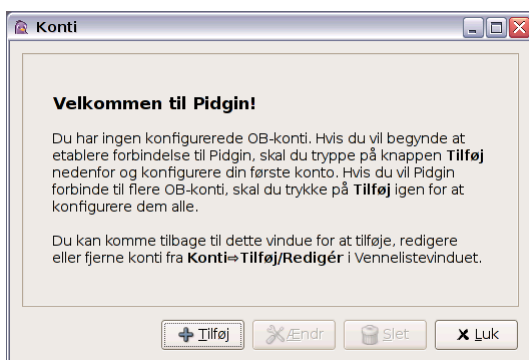 Konti
Velkommen til Pidgin!
Du har ingen konfigurerede OB-konti. Hvis du vil begynde at
etablere forbindelse til Pidgin, skal du tryppe på knappen Tilføj
nedenfor og konfigurere din første konto. Hvis du vil Pidgin
forbinde til flere OB-konti, skal du trykke på Tilføj igen for at
konfigurere dem alle.
Du kan komme tilbage til dette vindue for at tilføje, redigere
eller fjerne konti fra Konti⇨Tilføj/Redigér i Vennelistevinduet.
Tilføj Ændr Slet Luk